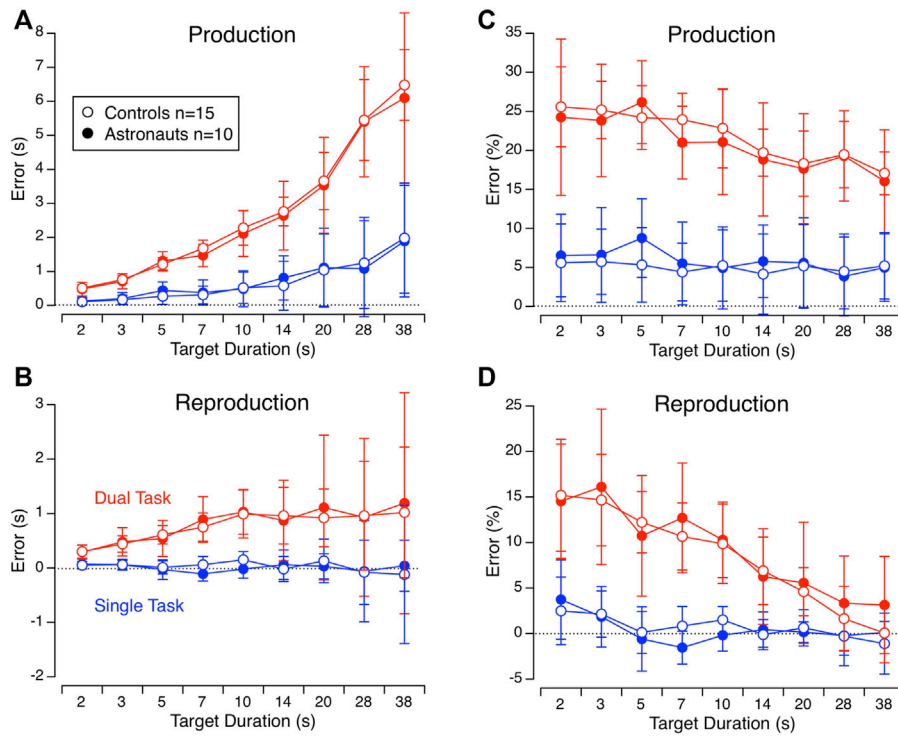 A
Production
8
7
6
5
4
3
2
1
0
Error (s)
Controls n=15
Astronauts n=10
2 3 5 7 10 14 20 28 38
Target Duration (s)
C
Production
35
30
25
20
15
10
5
0
Error (%)
2 3 5 7 10 14 20 28 38
Target Duration (s)
B
Reproduction
3
2
1
0
-1
-2
Error (s)
Dual Task
Single Task
2 3 5 7 10 14 20 28 38
Target Duration (s)
D
Reproduction
25
20
15
10
5
0
-5
Error (%)
2 3 5 7 10 14 20 28 38
Target Duration (s)